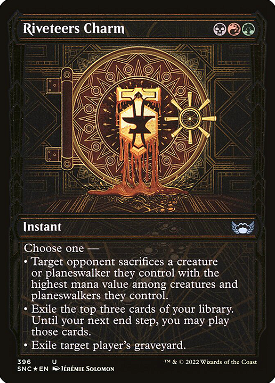 Riveteers Charm
Instant
Choose one —
• Target opponent sacrifices a creature
or planeswalker they control with the
highest mana value among creatures and
planeswalkers they control.
• Exile the top three cards of your library.
Until your next end step, you may play
those cards.
• Exile target player's graveyard.
396 U
SNC ★ EN Jérémie Solomon
™ & © 2022 Wizards of the Coast